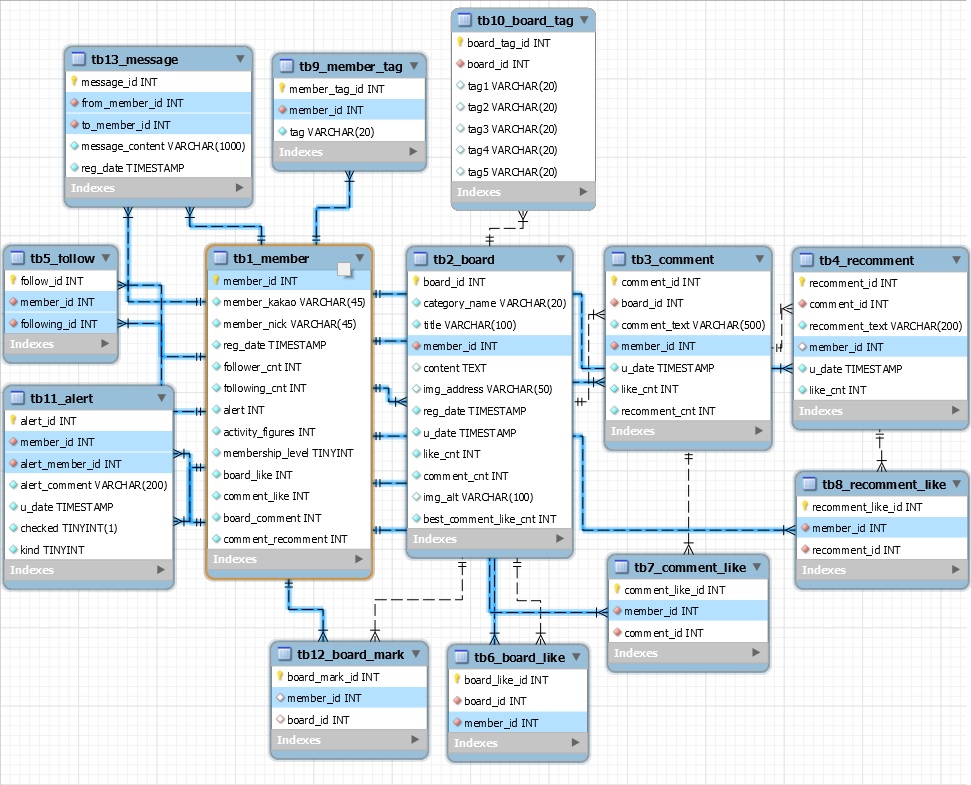 tb10_board_tag
board_tag_id INT
board_id INT
tag1 VARCHAR(20)
tag2 VARCHAR(20)
tag3 VARCHAR(20)
tag4 VARCHAR(20)
tag5 VARCHAR(20)
Indexes
tb13_message
message_id INT
from_member_id INT
to_member_id INT
message_content VARCHAR(1000)
reg_date TIMESTAMP
Indexes
tb9_member_tag
member_tag_id INT
member_id INT
tag VARCHAR(20)
Indexes
tb5_follow
follow_id INT
member_id INT
following_id INT
Indexes
tb1_member
member_id INT
member_kakao VARCHAR(45)
member_nick VARCHAR(45)
reg_date TIMESTAMP
follower_cnt INT
following_cnt INT
alert INT
activity_figures INT
membership_level TINYINT
board_like INT
comment_like INT
board_comment INT
comment_recomment INT
Indexes
tb2_board
board_id INT
category_name VARCHAR(20)
title VARCHAR(100)
member_id INT
content TEXT
img_address VARCHAR(50)
reg_date TIMESTAMP
u_date TIMESTAMP
like_cnt INT
comment_cnt INT
img_alt VARCHAR(100)
best_comment_like_cnt INT
Indexes
tb3_comment
comment_id INT
board_id INT
comment_text VARCHAR(500)
member_id INT
u_date TIMESTAMP
like_cnt INT
recomment_cnt INT
Indexes
tb4_recomment
recomment_id INT
comment_id INT
recomment_text VARCHAR(200)
member_id INT
u_date TIMESTAMP
like_cnt INT
Indexes
tb11_alert
alert_id INT
member_id INT
alert_member_id INT
alert_comment VARCHAR(200)
u_date TIMESTAMP
checked TINYINT(1)
kind TINYINT
Indexes
tb8_recomment_like
recomment_like_id INT
member_id INT
recomment_id INT
Indexes
tb7_comment_like
comment_like_id INT
member_id INT
comment_id INT
Indexes
tb12_board_mark
board_mark_id INT
member_id INT
board_id INT
Indexes
tb6_board_like
board_like_id INT
board_id INT
member_id INT
Indexes